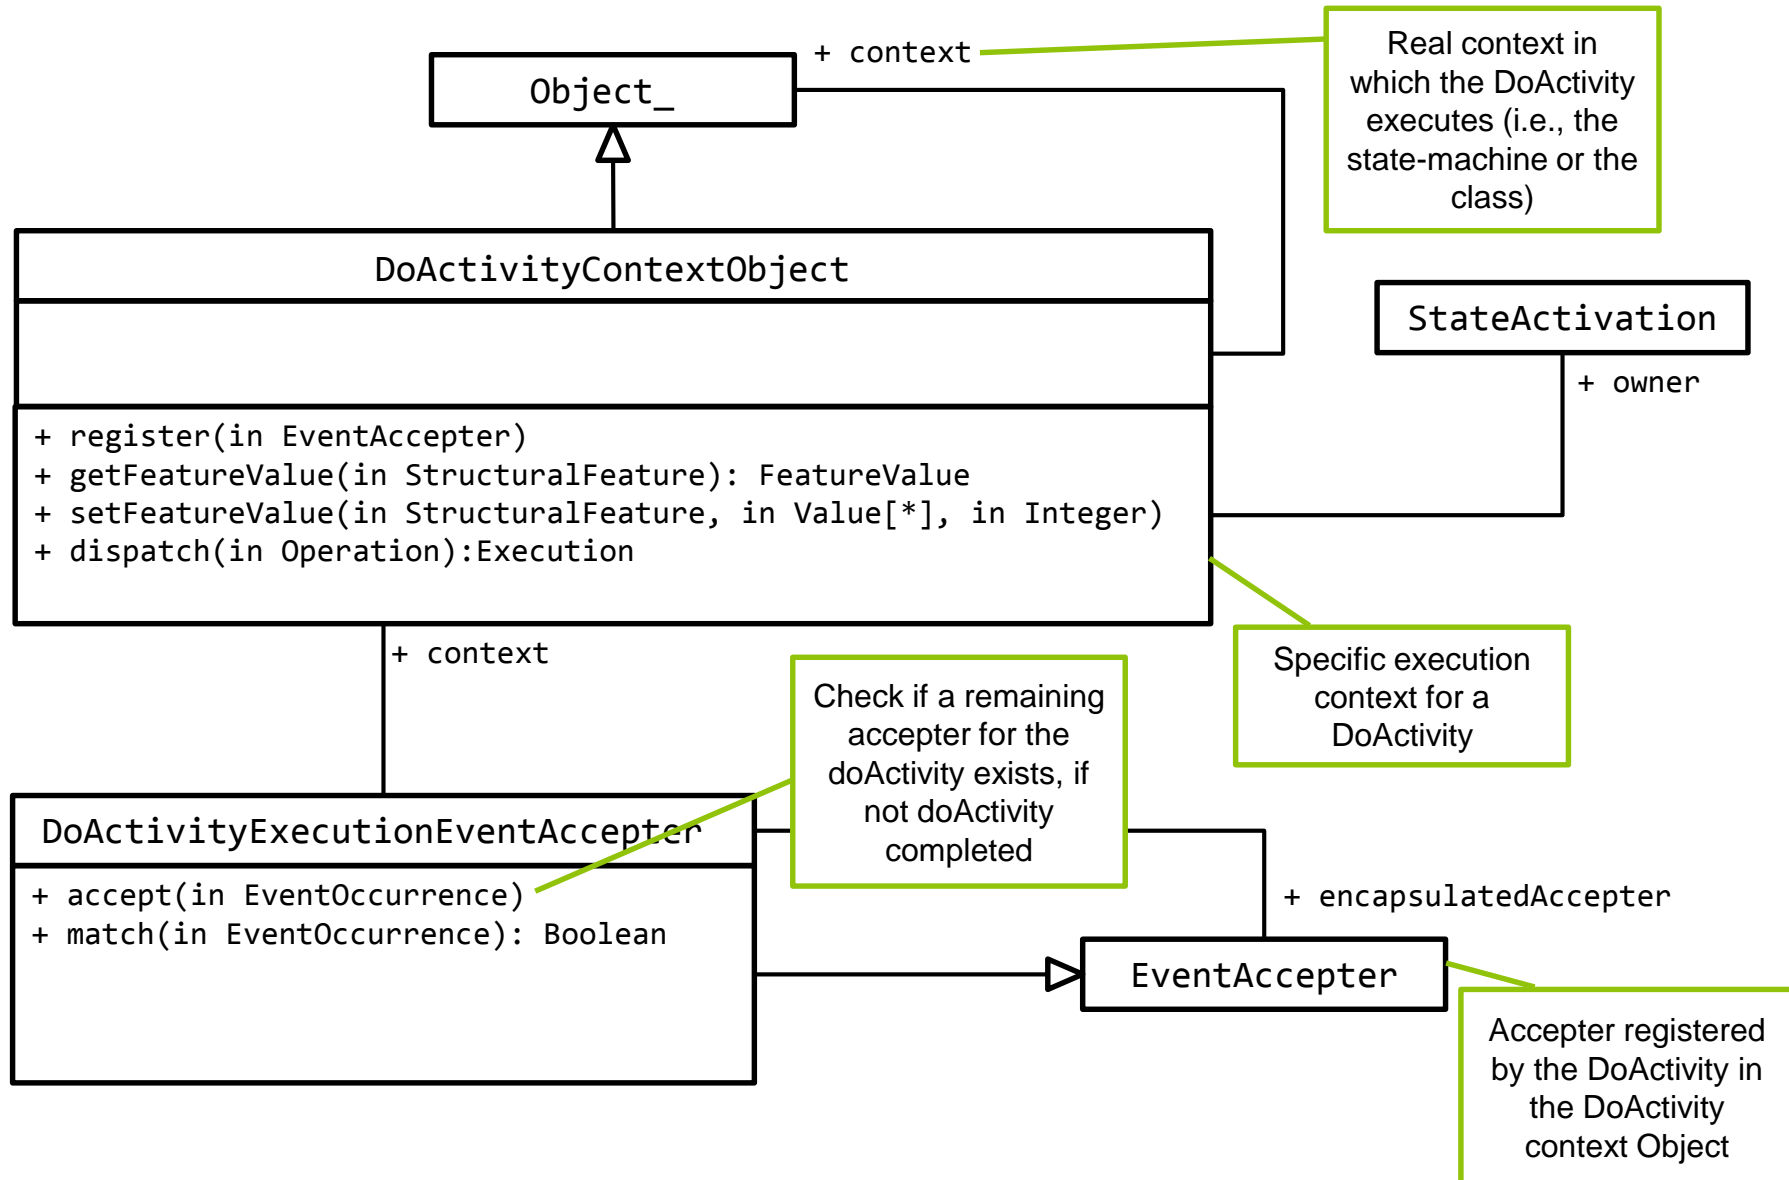 + context
Object_
Real context in
which the DoActivity
executes (i.e., the
state-machine or the
class)
DoActivityContextObject
StateActivation
+ owner
+ register(in EventAccepter)
+ getFeatureValue(in StructuralFeature): FeatureValue
+ setFeatureValue(in StructuralFeature, in Value[*], in Integer)
+ dispatch(in Operation):Execution
+ context
Specific execution
context for a
DoActivity
Check if a remaining
accepter for the
doActivity exists, if
not doActivity
completed
DoActivityExecutionEventAccepter
+ accept(in EventOccurrence)
+ match(in EventOccurrence): Boolean
+ encapsulatedAccepter
EventAccepter
Accepter registered
by the DoActivity in
the DoActivity
context Object